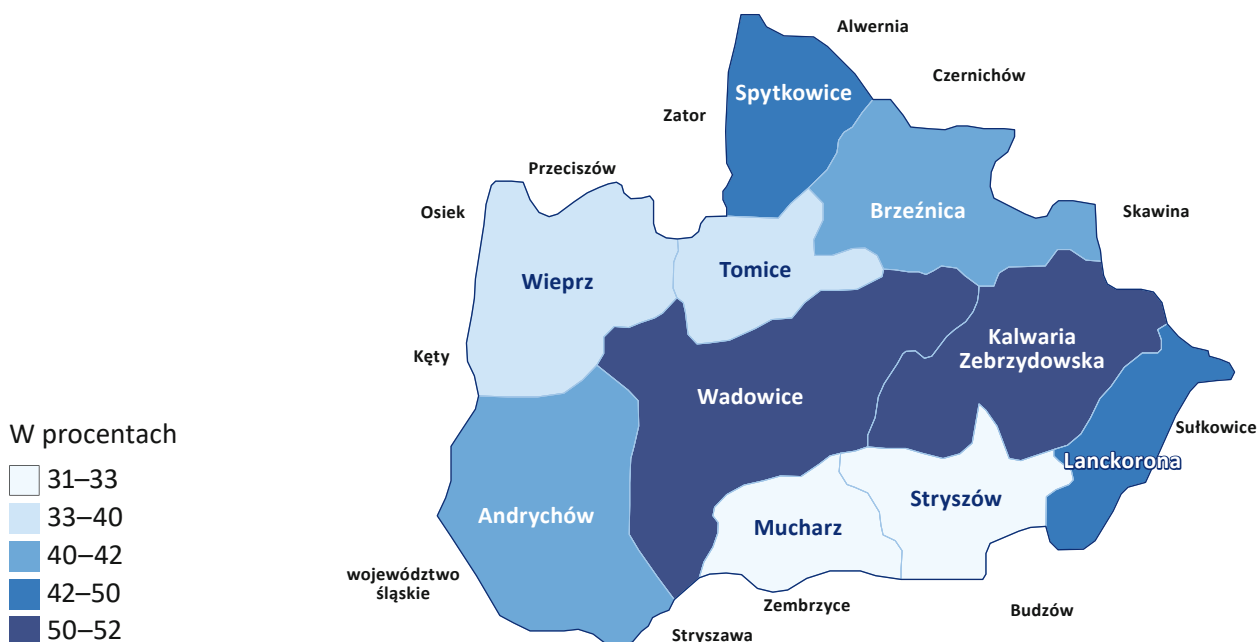 Alwernia
Czernichów
Spytkowice
Zator
Przeciszów
Osiek
Brzeźnica
Skawina
Wieprz
Tomice
Kęty
Kalwaria
Zebrzydowska
Wadowice
Sułkowice
Lanckorona
Andrychów
Stryszów
Mucharz
województwo
śląskie
Zembrzyce
Budzów
Stryszawa
W procentach
31–33
33–40
40–42
42–50
50–52